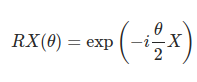 RX(θ) = exp(−i θ/2 X)